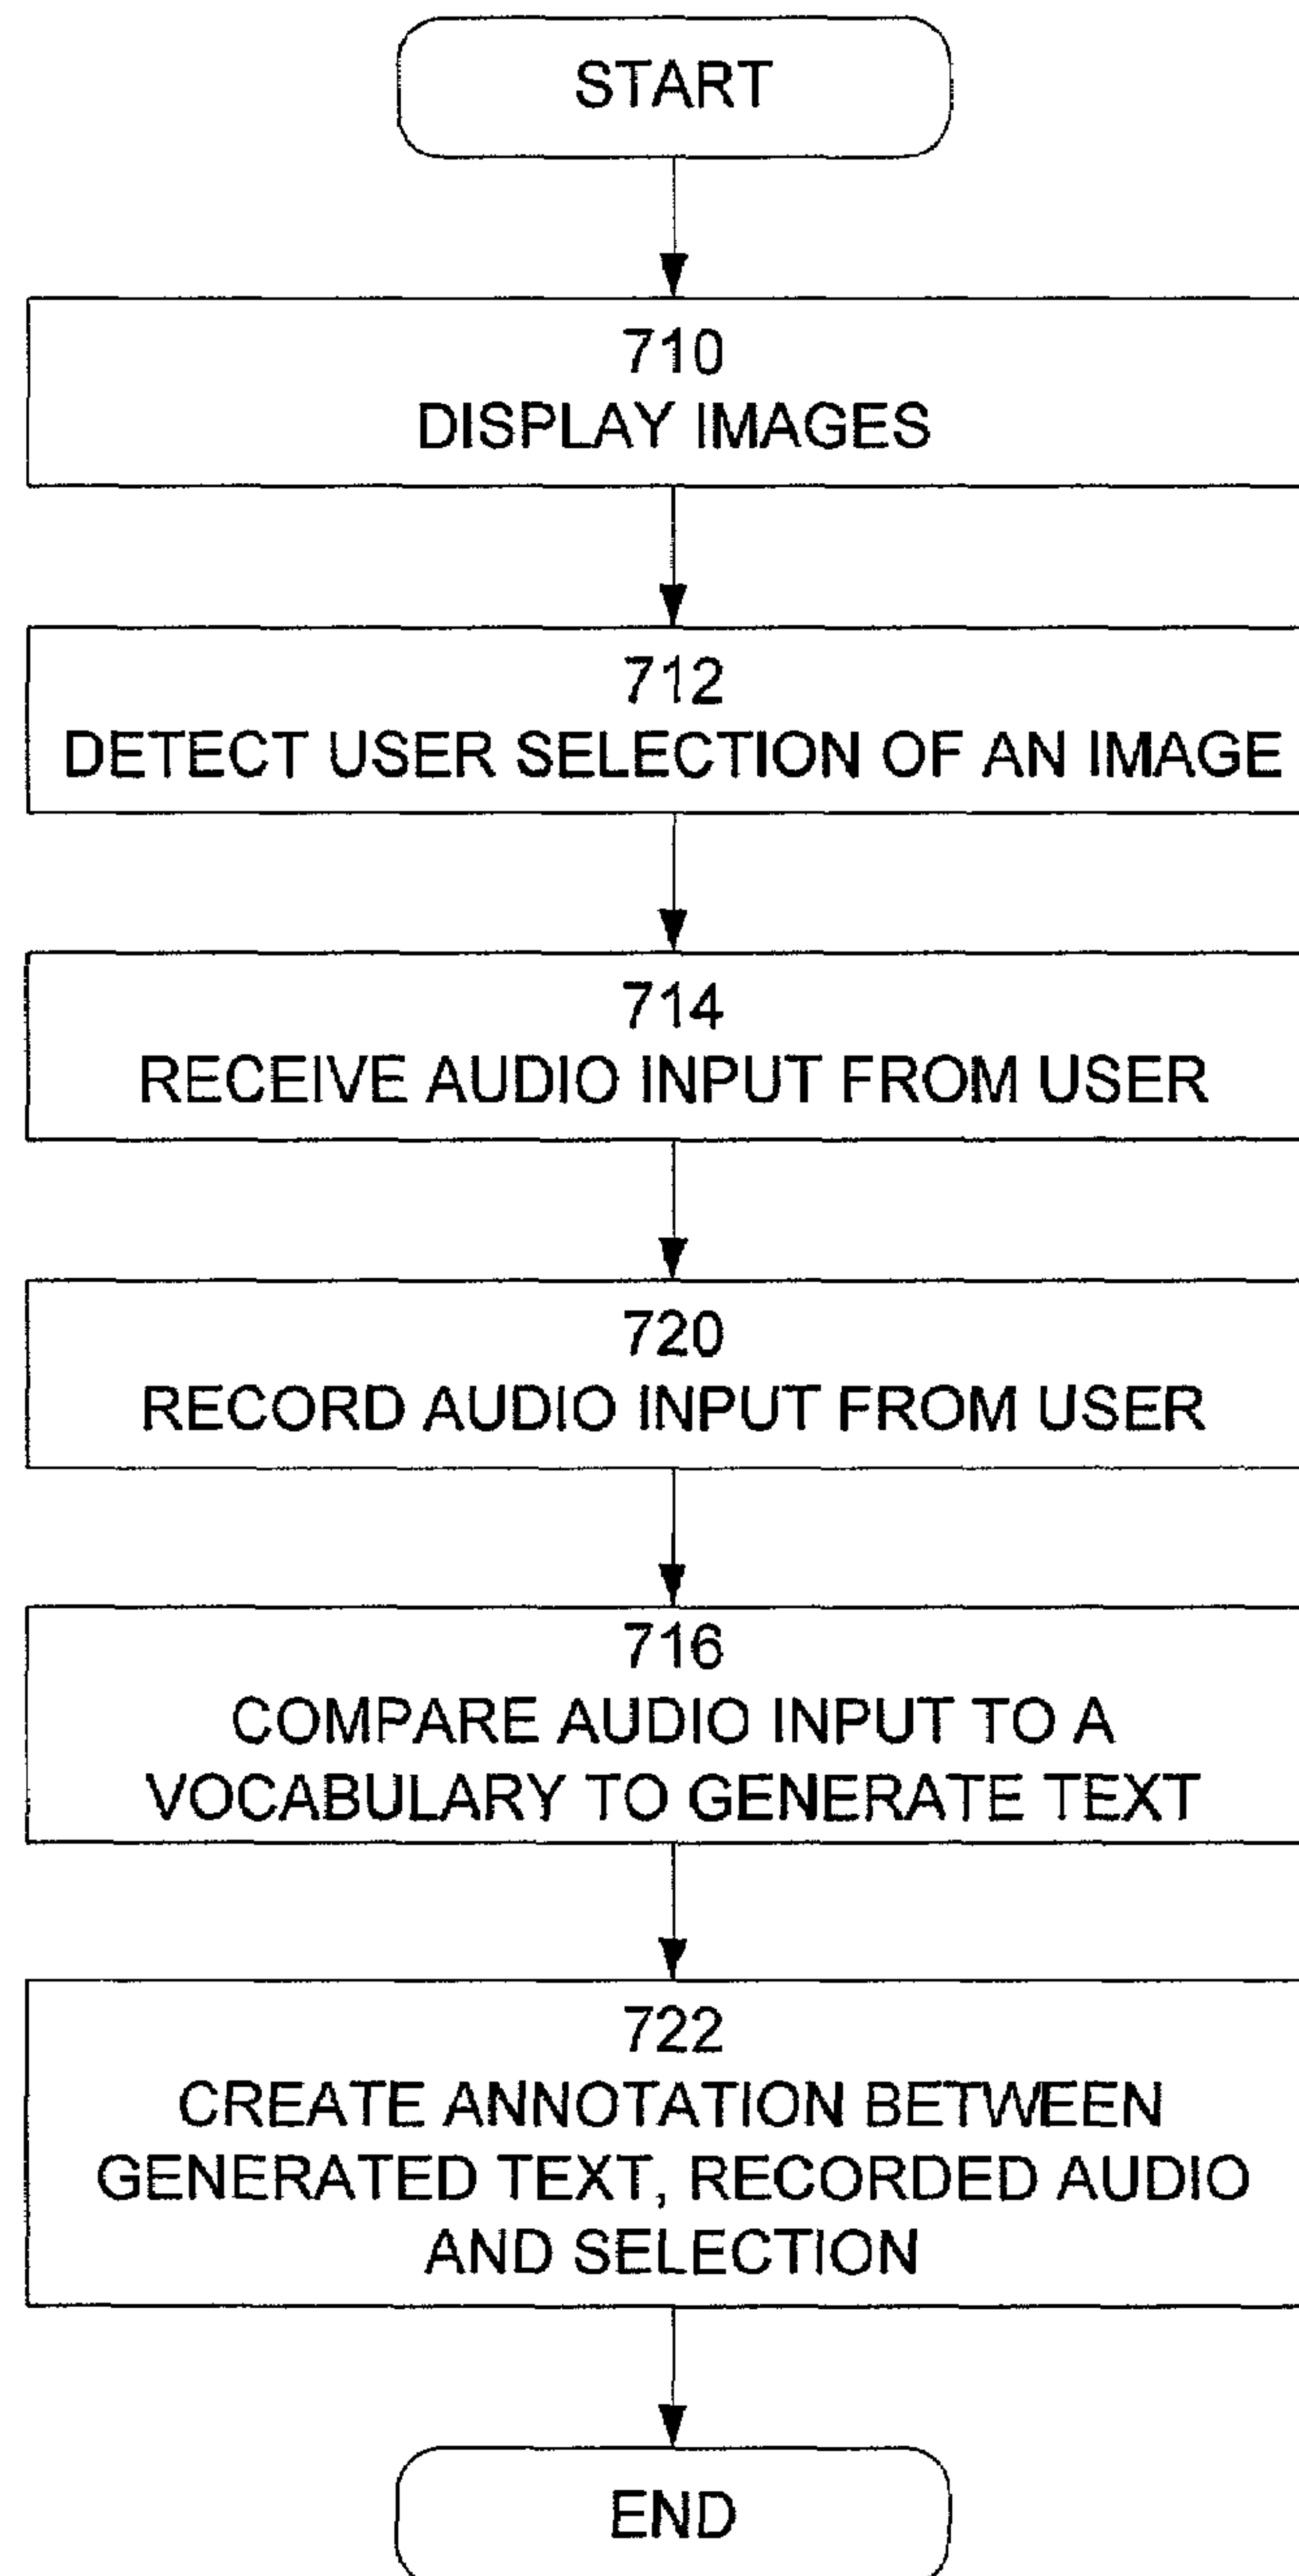 START
710
DISPLAY IMAGES
712
DETECT USER SELECTION OF AN IMAGE
714
RECEIVE AUDIO INPUT FROM USER
720
RECORD AUDIO INPUT FROM USER
716
COMPARE AUDIO INPUT TO A
VOCABULARY TO GENERATE TEXT
722
CREATE ANNOTATION BETWEEN
GENERATED TEXT, RECORDED AUDIO
AND SELECTION
END